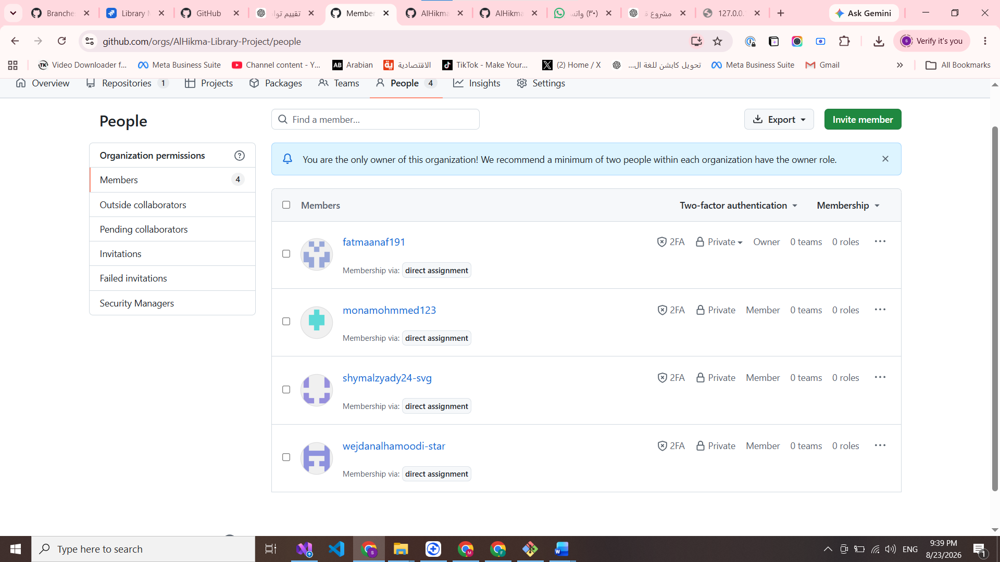 Branche
Library M
GitHub
تقييم توا
Member
AlHikma
AlHikma
(٣٠) واتس
مشروع ة
127.0.0.
Ask Gemini
github.com/orgs/AlHikma-Library-Project/people
Verify it's you
Video Downloader f...
Meta Business Suite
Channel content - Y...
Arabian
الاقتصادية
TikTok - Make Your...
(2) Home / X
تحويل كابشن للغة ال...
Meta Business Suite
Gmail
All Bookmarks
Overview
Repositories 1
Projects
Packages
Teams
People 4
Insights
Settings
People
Find a member...
Export
Invite member
Organization permissions
Members 4
Outside collaborators
Pending collaborators
Invitations
Failed invitations
Security Managers
You are the only owner of this organization! We recommend a minimum of two people within each organization have the owner role.
Members
Two-factor authentication
Membership
fatmaanaf191
2FA Private Owner 0 teams 0 roles
Membership via: direct assignment
monamohmmed123
2FA Private Member 0 teams 0 roles
Membership via: direct assignment
shymalzyady24-svg
2FA Private Member 0 teams 0 roles
Membership via: direct assignment
wejdanalhamoodi-star
2FA Private Member 0 teams 0 roles
Membership via: direct assignment
Type here to search
ENG
9:39 PM
8/23/2026
1